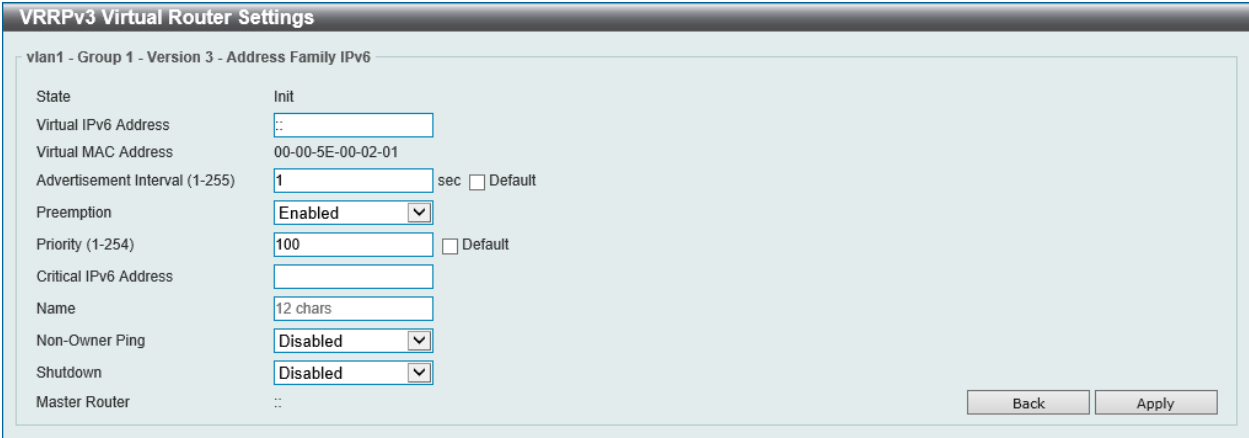 VRRPv3 Virtual Router Settings
vlan1 - Group 1 - Version 3 - Address Family IPv6
State Init
Virtual IPv6 Address ::
Virtual MAC Address 00-00-5E-00-02-01
Advertisement Interval (1-255) 1 sec Default
Preemption Enabled
Priority (1-254) 100 Default
Critical IPv6 Address
Name 12 chars
Non-Owner Ping Disabled
Shutdown Disabled
Master Router :: Back Apply